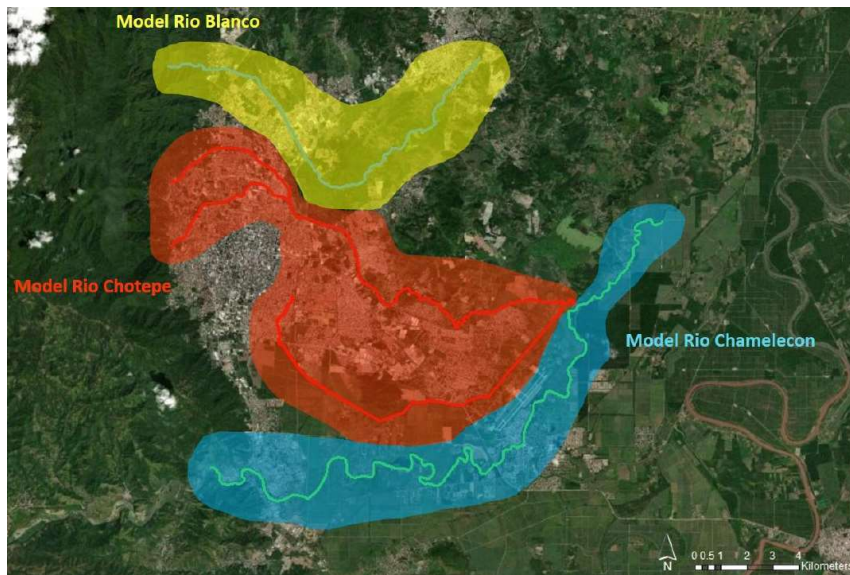 Model Rio Blanco
Model Rio Chotepe
Model Rio Chamelecon
N
0 0.5 1 2 3 4
Kilometers